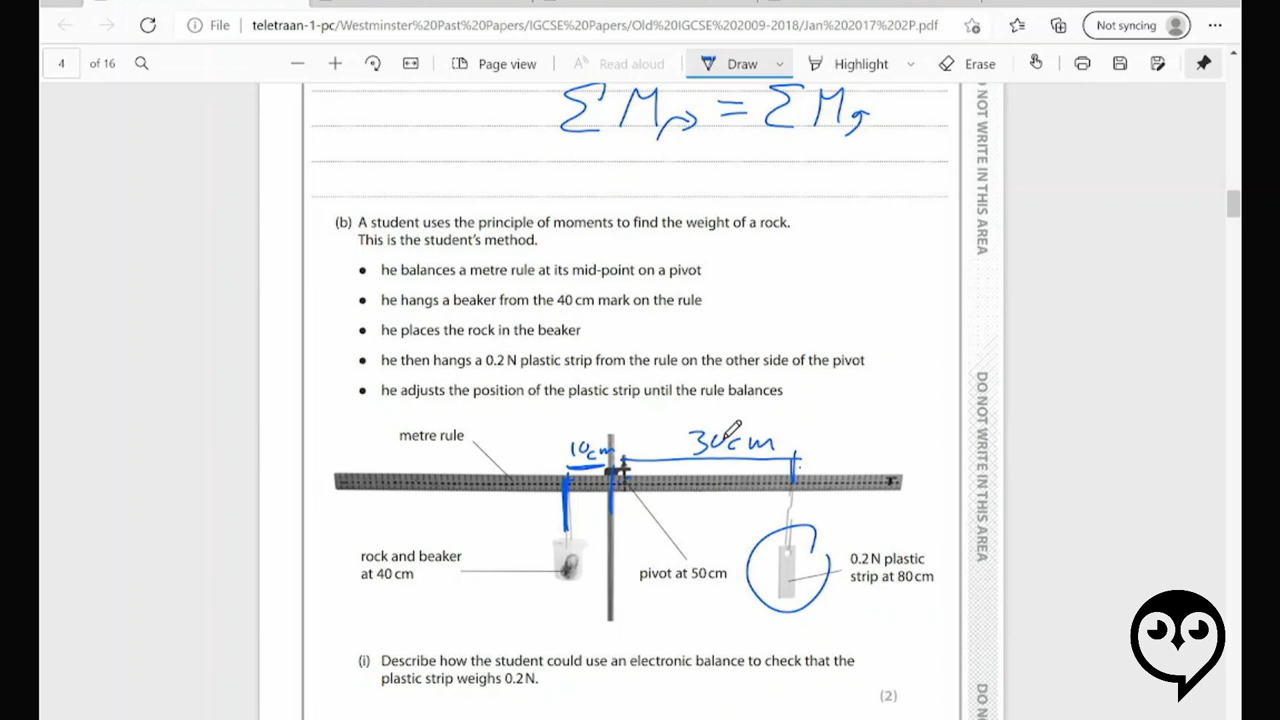 File
teletraan-1-pc/Westminster%20Past%20Papers/IGCSE%20Papers/Old%20IGCSE%202009-2018/Jan%202017%202P.pdf
Not syncing
4 of 16
Page view
Read aloud
Draw
Highlight
Erase
Σ M = Σ M
DO NOT WRITE IN THIS AREA
(b) A student uses the principle of moments to find the weight of a rock.
This is the student's method.
• he balances a metre rule at its mid-point on a pivot
• he hangs a beaker from the 40 cm mark on the rule
• he places the rock in the beaker
• he then hangs a 0.2 N plastic strip from the rule on the other side of the pivot
• he adjusts the position of the plastic strip until the rule balances
metre rule
10cm
30cm
rock and beaker
at 40 cm
pivot at 50 cm
0.2 N plastic
strip at 80 cm
DO NOT WRITE IN THIS AREA
(i) Describe how the student could use an electronic balance to check that the
plastic strip weighs 0.2 N.
(2)
DO NO